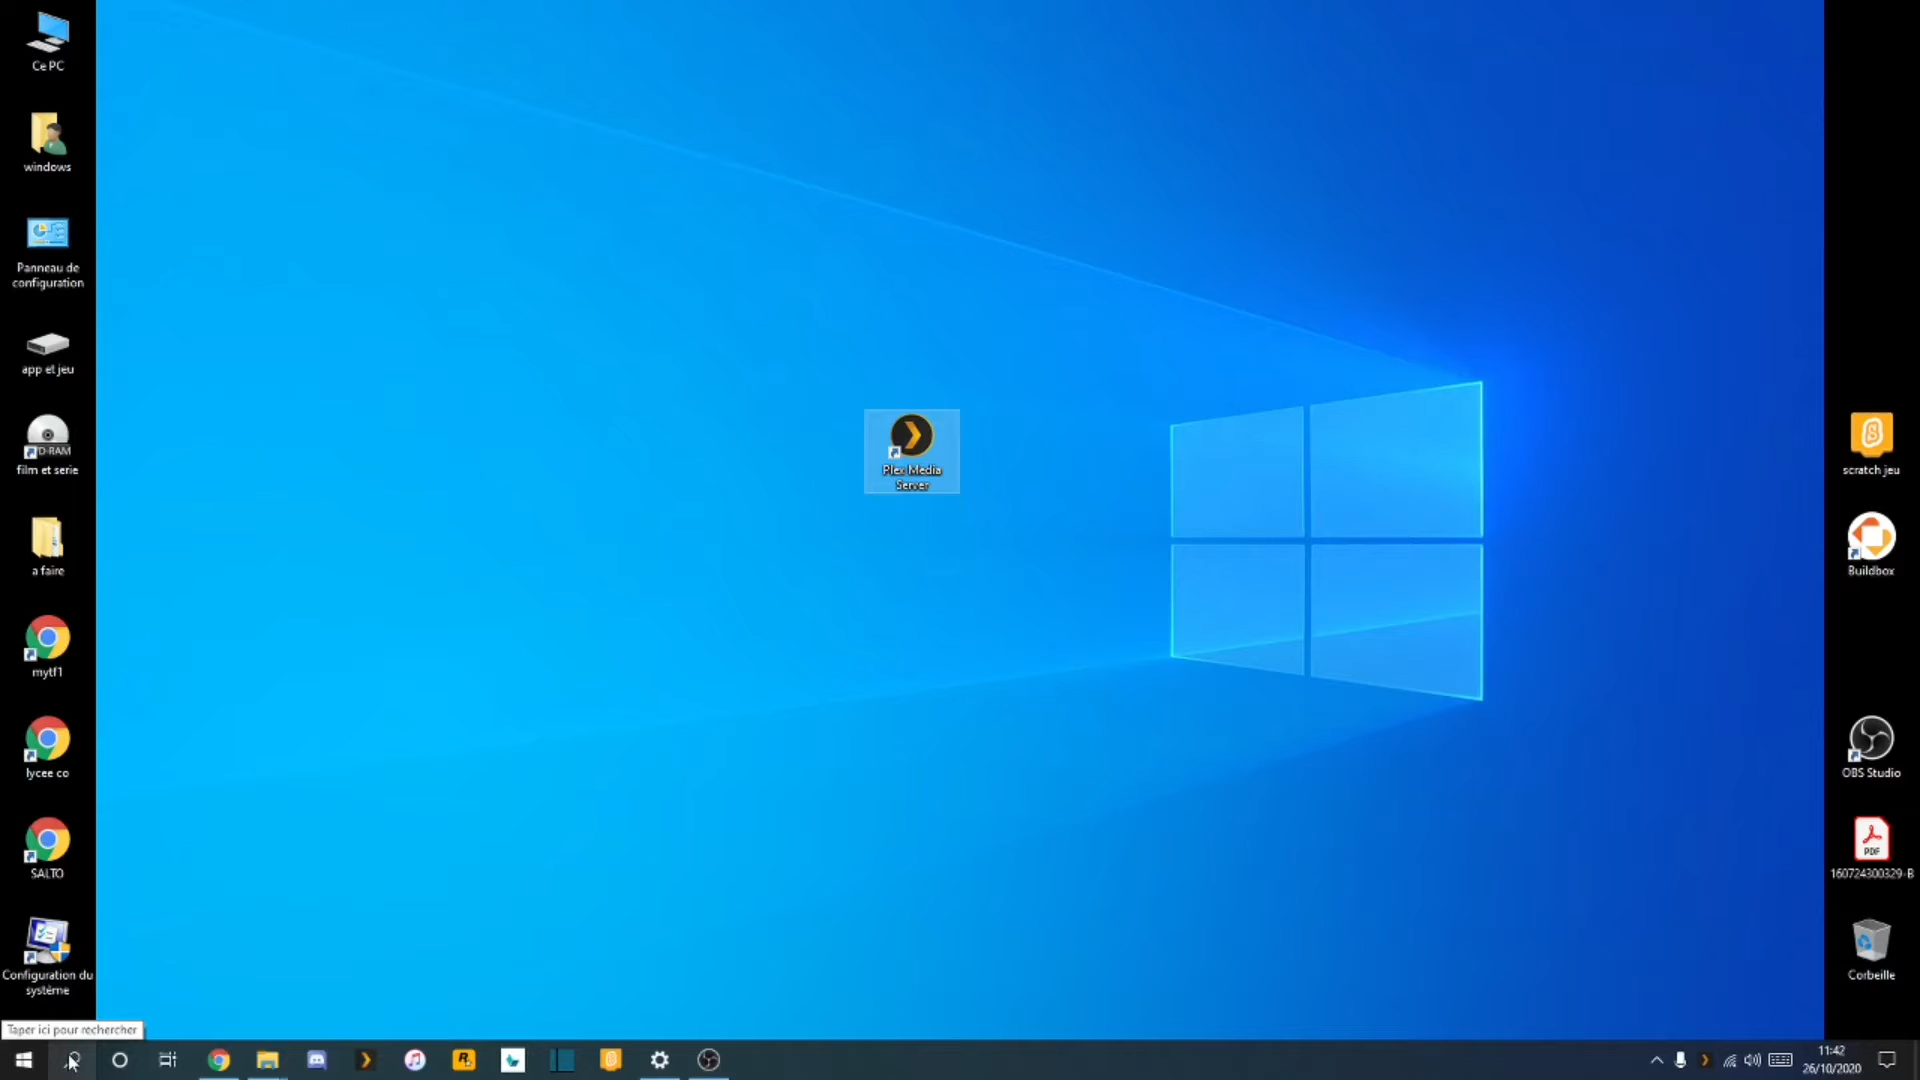 Ce PC
windows
Panneau de
configuration
app et jeu
D-RAM
film et serie
a faire
mytf1
lycee co
SALTO
Configuration du
système
Plex Media
Server
scratch jeu
Buildbox
OBS Studio
PDF
160724300329-B
Corbeille
Taper ici pour rechercher
R
11:42
26/10/2020